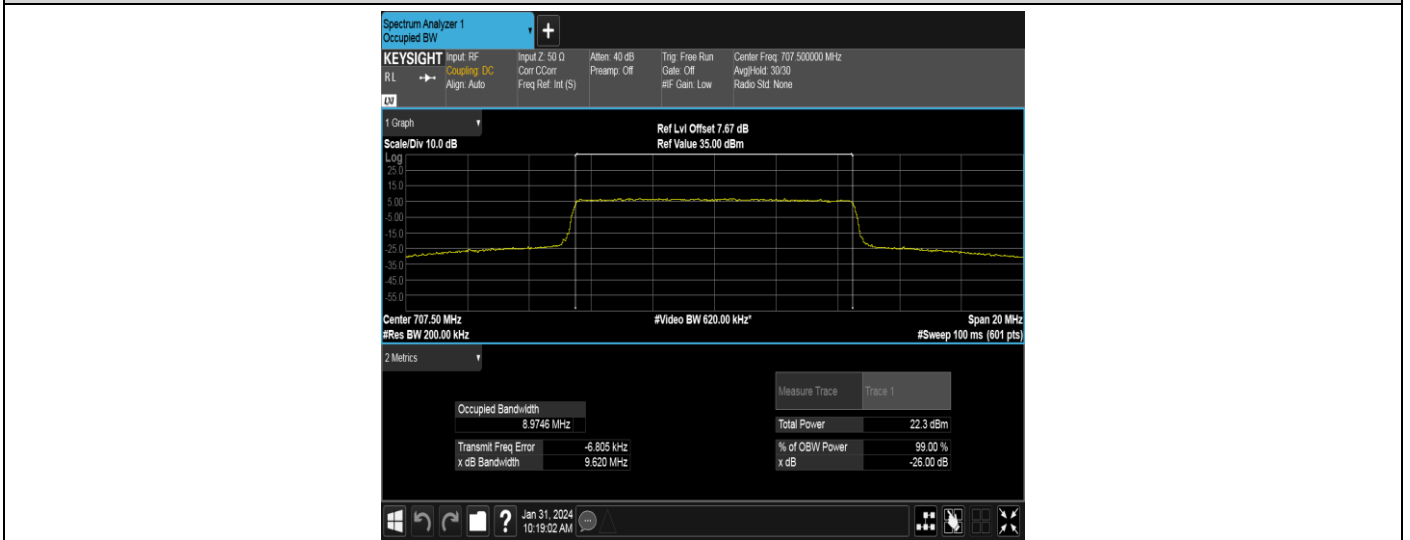 Spectrum Analyzer 1
Occupied BW
+
KEYSIGHT
R L
LXI
Input: RF
Coupling: DC
Align: Auto
Input Z: 50 Ω
Corr CCorr
Freq Ref: Int (S)
Atten: 40 dB
Preamp: Off
Trig: Free Run
Gate: Off
#IF Gain: Low
Center Freq: 707.500000 MHz
Avg|Hold: 30/30
Radio Std: None
1 Graph
Scale/Div 10.0 dB
Ref Lvl Offset 7.67 dB
Ref Value 35.00 dBm
Log
25.0
15.0
5.00
-5.00
-15.0
-25.0
-35.0
-45.0
-55.0
Center 707.50 MHz
#Res BW 200.00 kHz
#Video BW 620.00 kHz*
Span 20 MHz
#Sweep 100 ms (601 pts)
2 Metrics
Measure Trace Trace 1
Occupied Bandwidth
8.9746 MHz
Total Power 22.3 dBm
Transmit Freq Error -6.805 kHz
% of OBW Power 99.00 %
x dB Bandwidth 9.620 MHz
x dB -26.00 dB
?
Jan 31, 2024
10:19:02 AM